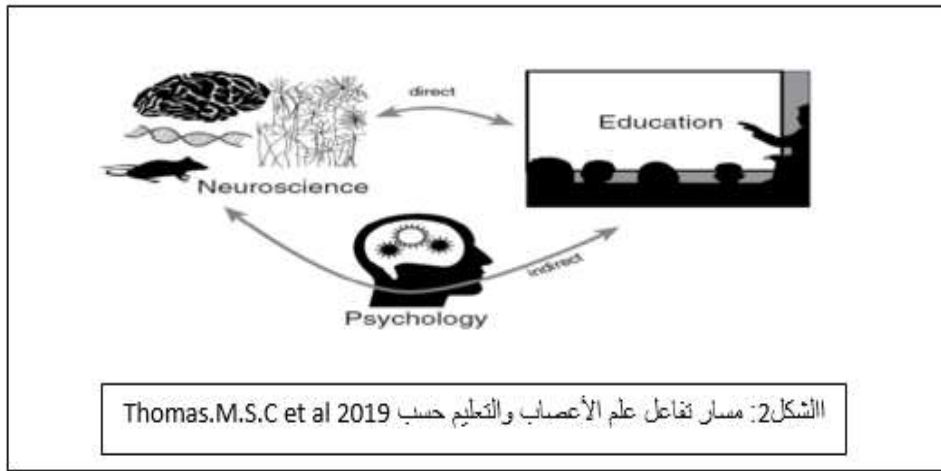 direct
Education
Neuroscience
indirect
Psychology
االشكل2: مسار تفاعل علم الأعصاب والتعليم حسب Thomas.M.S.C et al 2019